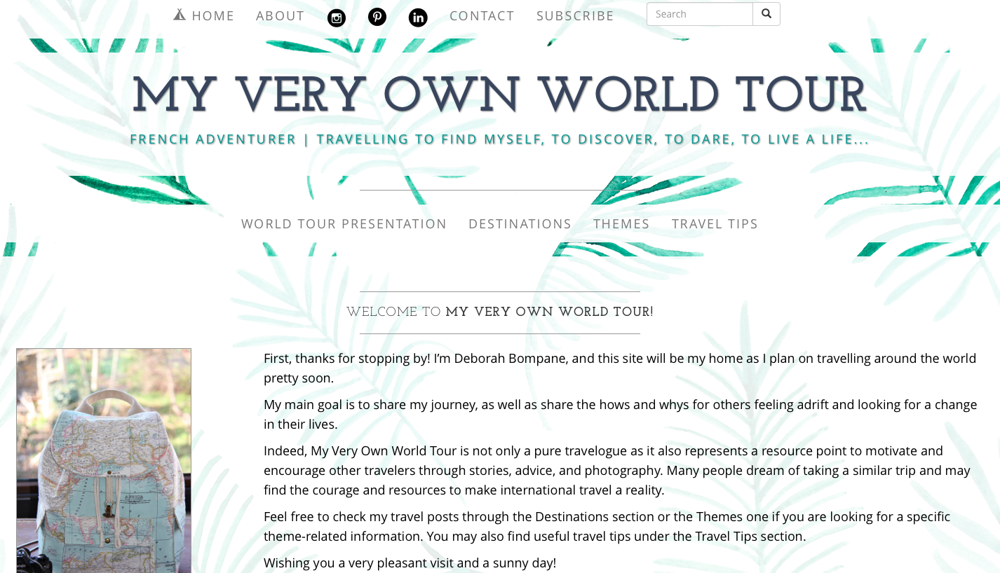 HOME ABOUT CONTACT SUBSCRIBE Search
MY VERY OWN WORLD TOUR
FRENCH ADVENTURER | TRAVELLING TO FIND MYSELF, TO DISCOVER, TO DARE, TO LIVE A LIFE...
WORLD TOUR PRESENTATION DESTINATIONS THEMES TRAVEL TIPS
WELCOME TO MY VERY OWN WORLD TOUR!
First, thanks for stopping by! I’m Deborah Bompane, and this site will be my home as I plan on travelling around the world
pretty soon.
My main goal is to share my journey, as well as share the hows and whys for others feeling adrift and looking for a change
in their lives.
Indeed, My Very Own World Tour is not only a pure travelogue as it also represents a resource point to motivate and
encourage other travelers through stories, advice, and photography. Many people dream of taking a similar trip and may
find the courage and resources to make international travel a reality.
Feel free to check my travel posts through the Destinations section or the Themes one if you are looking for a specific
theme-related information. You may also find useful travel tips under the Travel Tips section.
Wishing you a very pleasant visit and a sunny day!
AFRICA